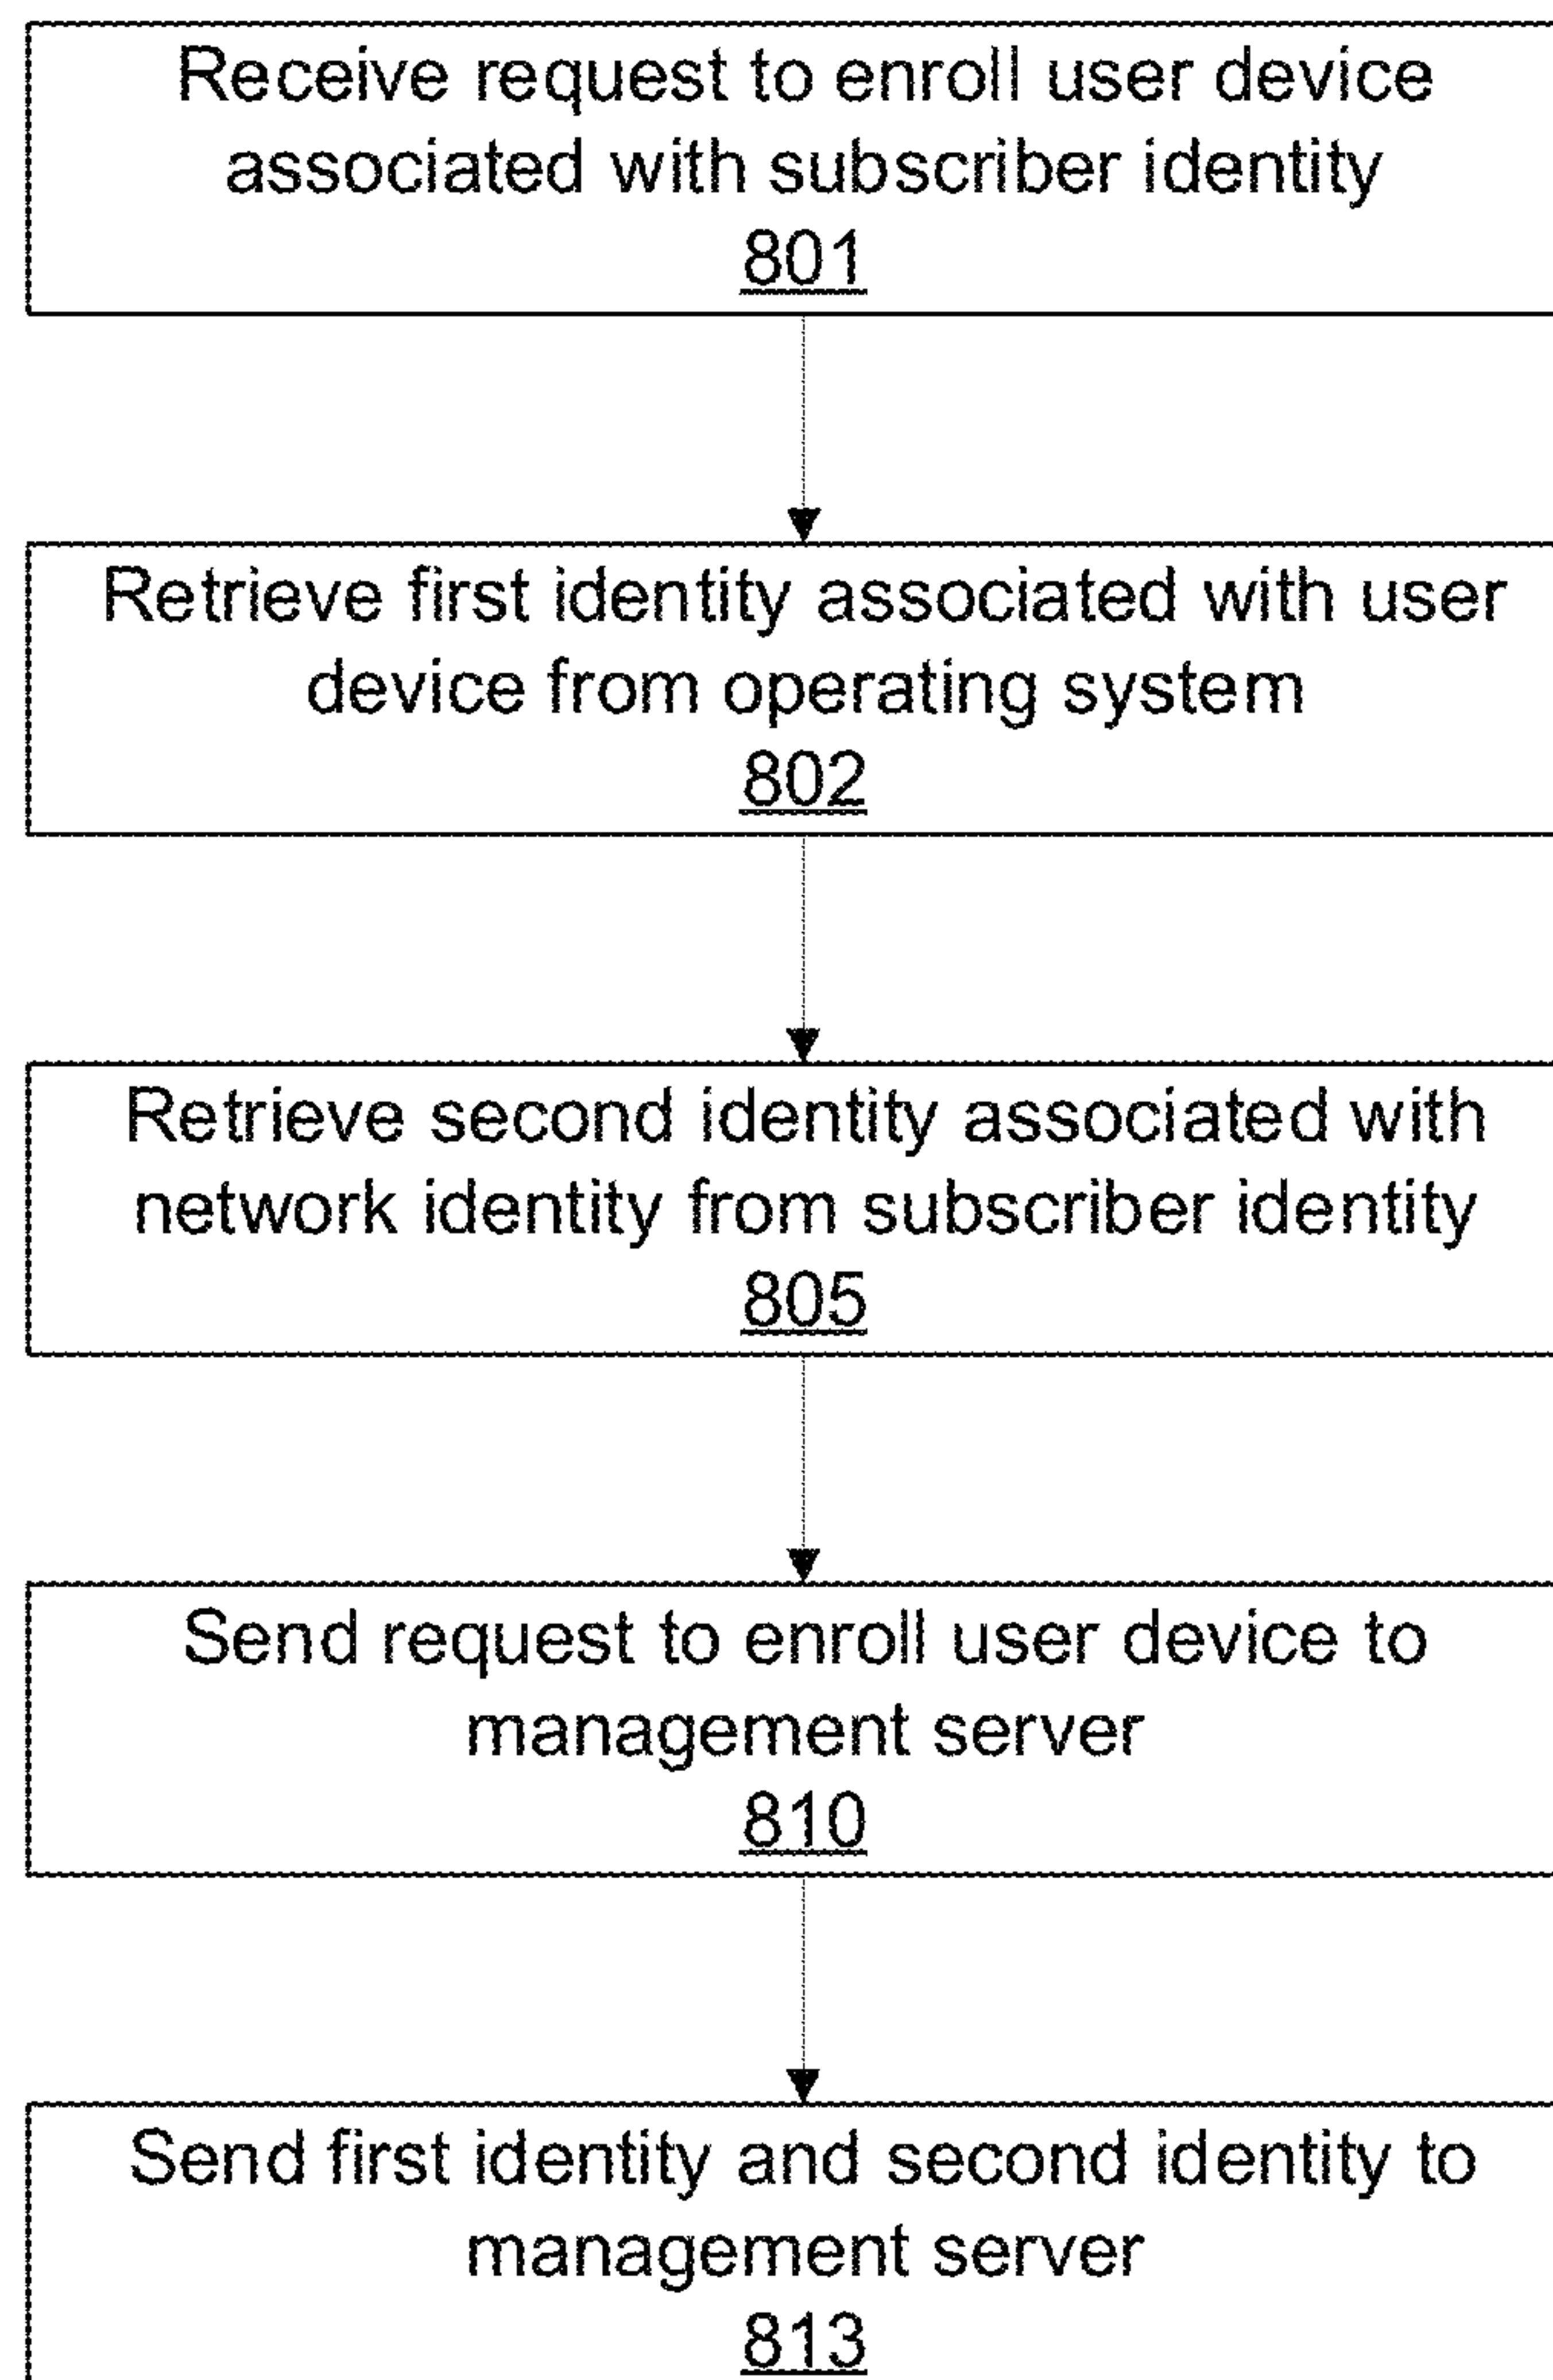 Receive request to enroll user device
associated with subscriber identity
801
Retrieve first identity associated with user
device from operating system
802
Retrieve second identity associated with
network identity from subscriber identity
805
Send request to enroll user device to
management server
810
Send first identity and second identity to
management server
813